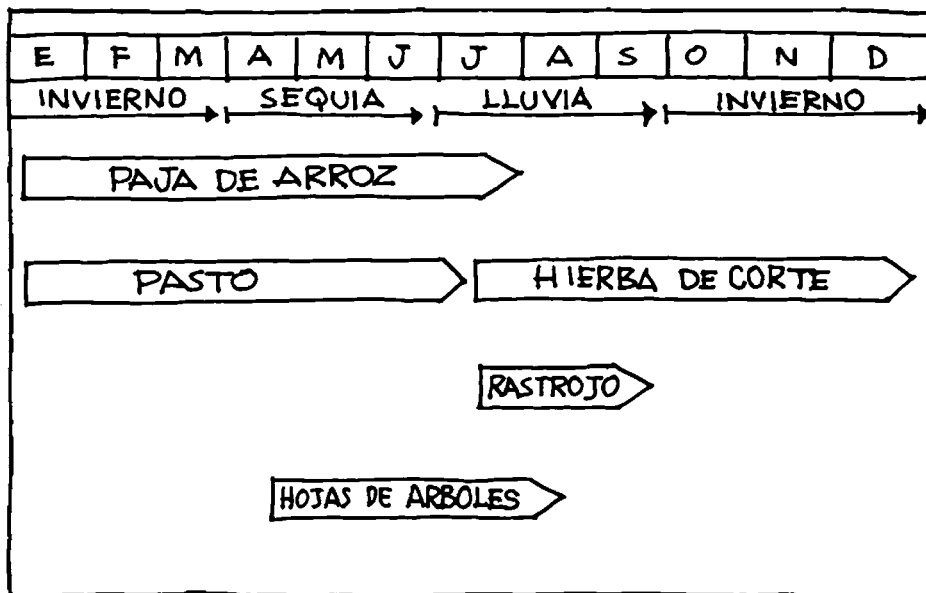 E F M A M J J A S O N D
INVIERNO SEQUIA LLUVIA INVIERNO
PAJA DE ARROZ
PASTO HIERBA DE CORTE
RASTROJO
HOJAS DE ARBOLES